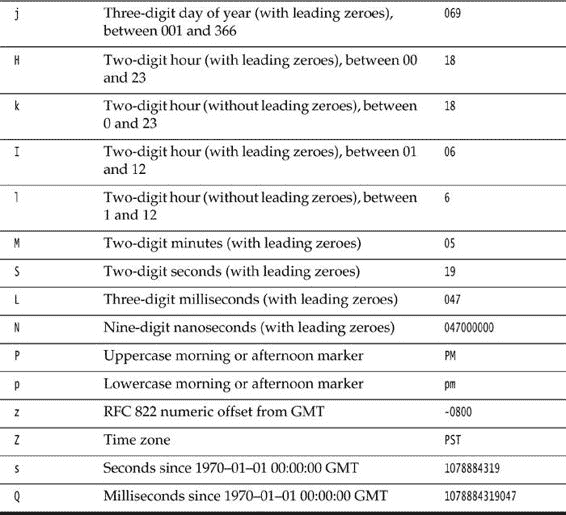 j Three-digit day of year (with leading zeroes), 069
between 001 and 366
H Two-digit hour (with leading zeroes), between 00 18
and 23
k Two-digit hour (without leading zeroes), between 18
0 and 23
I Two-digit hour (with leading zeroes), between 01 06
and 12
l Two-digit hour (without leading zeroes), between 6
1 and 12
M Two-digit minutes (with leading zeroes) 05
S Two-digit seconds (with leading zeroes) 19
L Three-digit milliseconds (with leading zeroes) 047
N Nine-digit nanoseconds (with leading zeroes) 047000000
P Uppercase morning or afternoon marker PM
p Lowercase morning or afternoon marker pm
z RFC 822 numeric offset from GMT -0800
Z Time zone PST
s Seconds since 1970–01–01 00:00:00 GMT 1078884319
Q Milliseconds since 1970–01–01 00:00:00 GMT 1078884319047